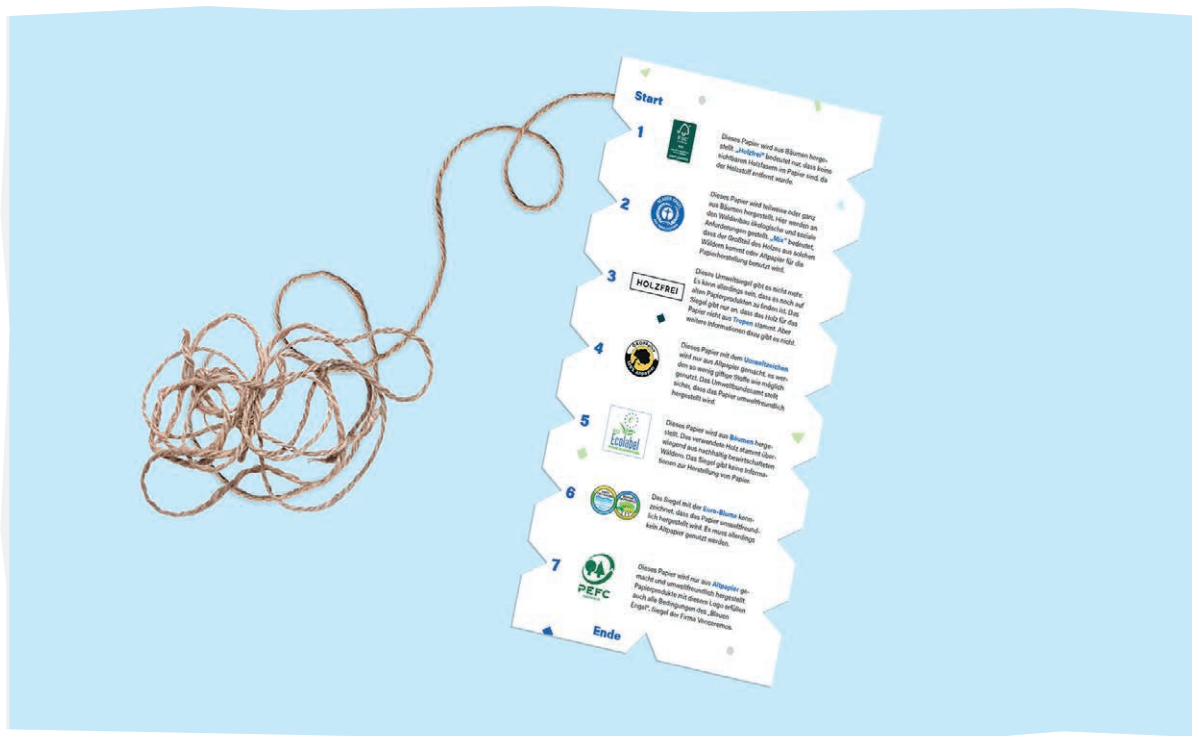 Start
1
FSC
Dieses Papier wird aus Bäumen herge-
stellt. „Holzfrei" bedeutet nur, dass keine
sichtbaren Holzfasern im Papier sind, da
der Holzstoff entfernt wurde.
2
Dieses Papier wird teilweise oder ganz
aus Bäumen hergestellt. Hier werden an
den Waldanbau ökologische und soziale
Anforderungen gestellt. „Mix" bedeutet,
dass der Großteil des Holzes aus solchen
Wäldern kommt oder Altpapier für die
Papierherstellung benutzt wird.
3
HOLZFREI
Dieses Umweltsiegel gibt es nicht mehr.
Es kann allerdings sein, dass es noch auf
alten Papierprodukten zu finden ist. Das
Siegel gibt nur an, dass das Holz für das
Papier nicht aus Tropen stammt. Aber
weitere Informationen dazu gibt es nicht.
4
ÖKOPAPLUS
Dieses Papier mit dem Umweltzeichen
wird nur aus Altpapier gemacht, es wer-
den so wenig giftige Stoffe wie möglich
genutzt. Das Umweltbundesamt stellt
sicher, dass das Papier umweltfreundlich
hergestellt wird.
5
Ecolabel
Dieses Papier wird aus Bäumen herge-
stellt. Das verwendete Holz stammt über-
wiegend aus nachhaltig bewirtschafteten
Wäldern. Das Siegel gibt keine Informa-
tionen zur Herstellung von Papier.
6
Das Siegel mit der Euro-Blume kenn-
zeichnet, dass das Papier umweltfreund-
lich hergestellt wird. Es muss allerdings
kein Altpapier genutzt werden.
7
PEFC
Dieses Papier wird nur aus Altpapier ge-
macht und umweltfreundlich hergestellt.
Papierprodukte mit diesem Logo erfüllen
auch alle Bedingungen des „Blauen
Engel", Siegel der Firma Venceremos.
Ende